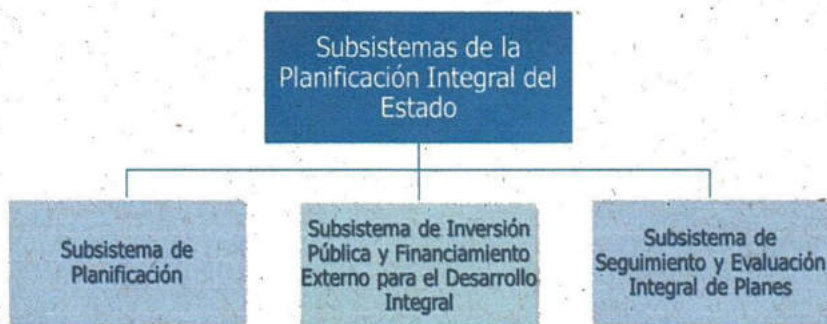 Subsistemas de la
Planificación Integral del
Estado
Subsistema de
Planificación
Subsistema de Inversión
Pública y Financiamiento
Externo para el Desarrollo
Integral
Subsistema de
Seguimiento y Evaluación
Integral de Planes